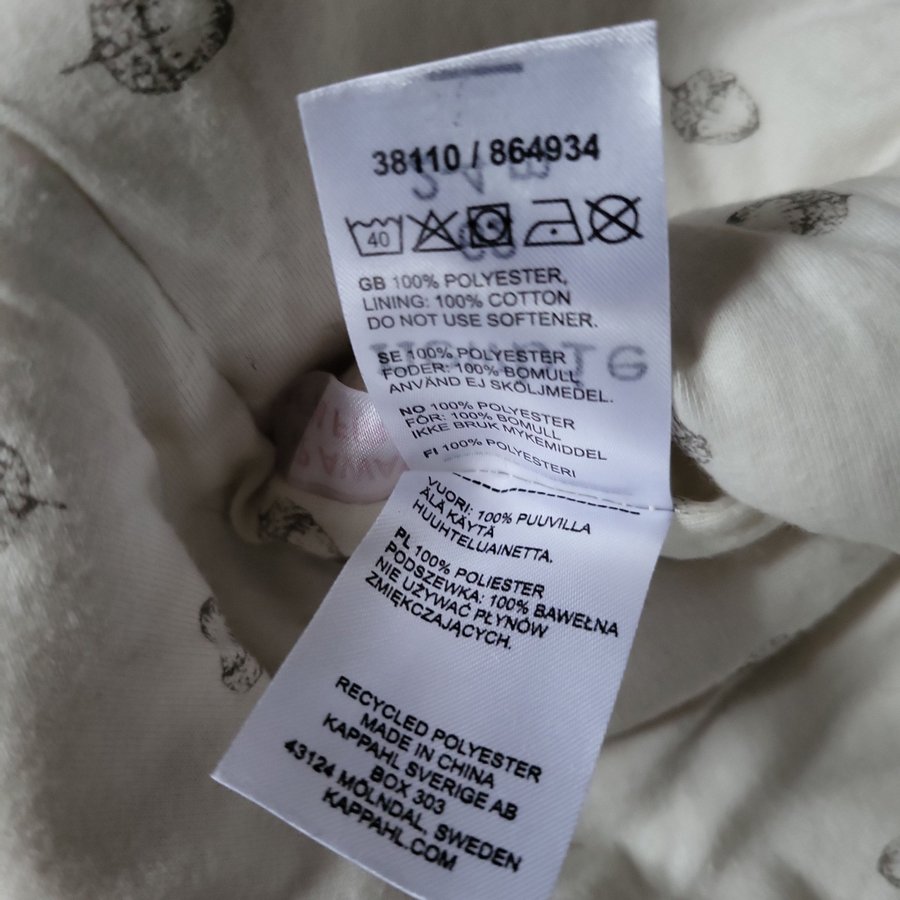 38110 / 864934
40
GB 100% POLYESTER,
LINING: 100% COTTON
DO NOT USE SOFTENER.
SE 100% POLYESTER
FODER: 100% BOMULL
ANVÄND EJ SKÖLJMEDEL.
NO 100% POLYESTER
FÔR: 100% BOMULL
IKKE BRUK MYKEMIDDEL
FI 100% POLYESTERI
VUORI: 100% PUUVILLA
ÄLÄ KÄYTÄ
HUUHTELUAINETTA.
PL 100% POLIESTER
PODSZEWKA: 100% BAWEŁNA
NIE UŻYWAĆ PŁYNÓW
ZMIĘKCZAJĄCYCH.
RECYCLED POLYESTER
MADE IN CHINA
KAPPAHL SVERIGE AB
BOX 303
43124 MÖLNDAL, SWEDEN
KAPPAHL.COM